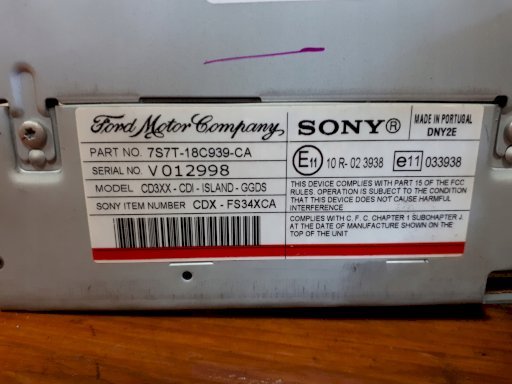 Ford Motor Company
SONY®
MADE IN PORTUGAL
DNY2E
PART NO. 7S7T-18C939-CA
SERIAL NO. V 012998
MODEL CD3XX - CDI - ISLAND - GGDS
SONY ITEM NUMBER CDX - FS34XCA
E11 10 R- 02 3938
e11 033938
THIS DEVICE COMPLIES WITH PART 15 OF THE FCC
RULES. OPERATION IS SUBJECT TO THE CONDITION
THAT THIS DEVICE DOES NOT CAUSE HARMFUL
INTERFERENCE
COMPLIES WITH C. F. C. CHAPTER 1 SUBCHAPTER J.
AT THE DATE OF MANUFACTURE SHOWN ON THE
TOP OF THE UNIT